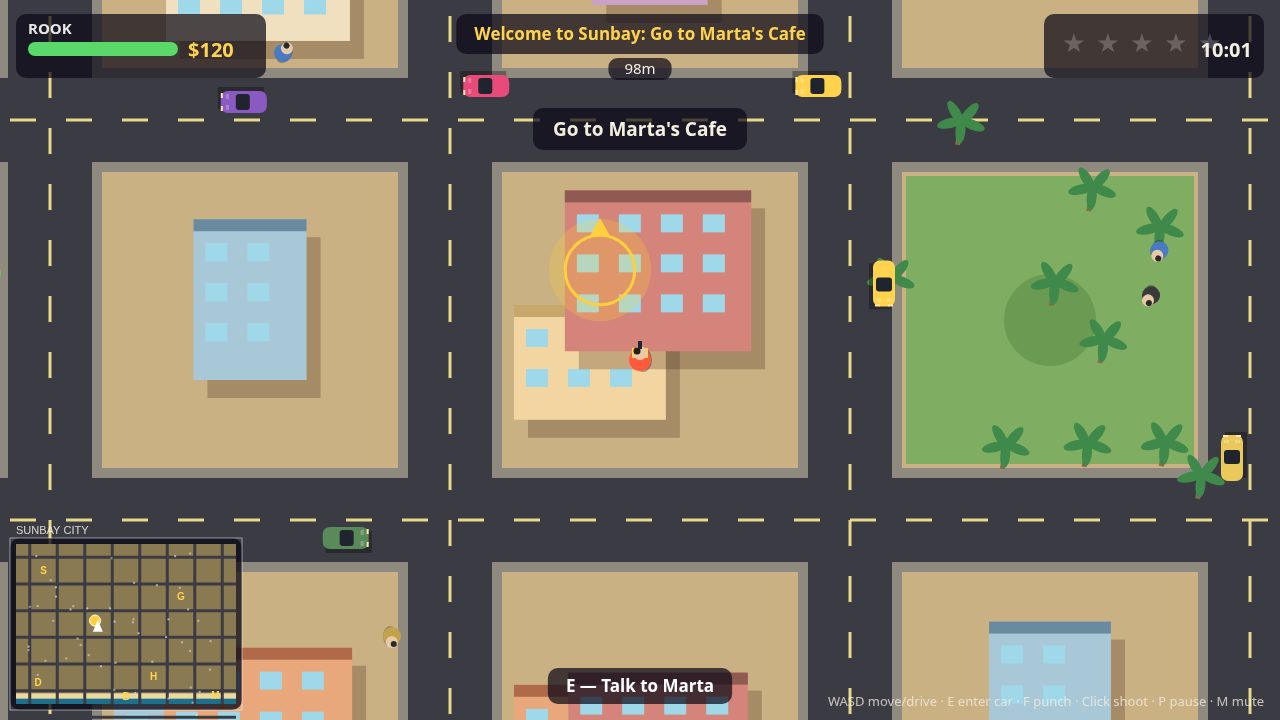 ROOK
$120
Welcome to Sunbay: Go to Marta's Cafe
98m
★ ★ ★ ★ ★
10:01
Go to Marta's Cafe
SUNBAY CITY
S
G
D
H
E — Talk to Marta
WASD move/drive · E enter car · F punch · Click shoot · P pause · M mute